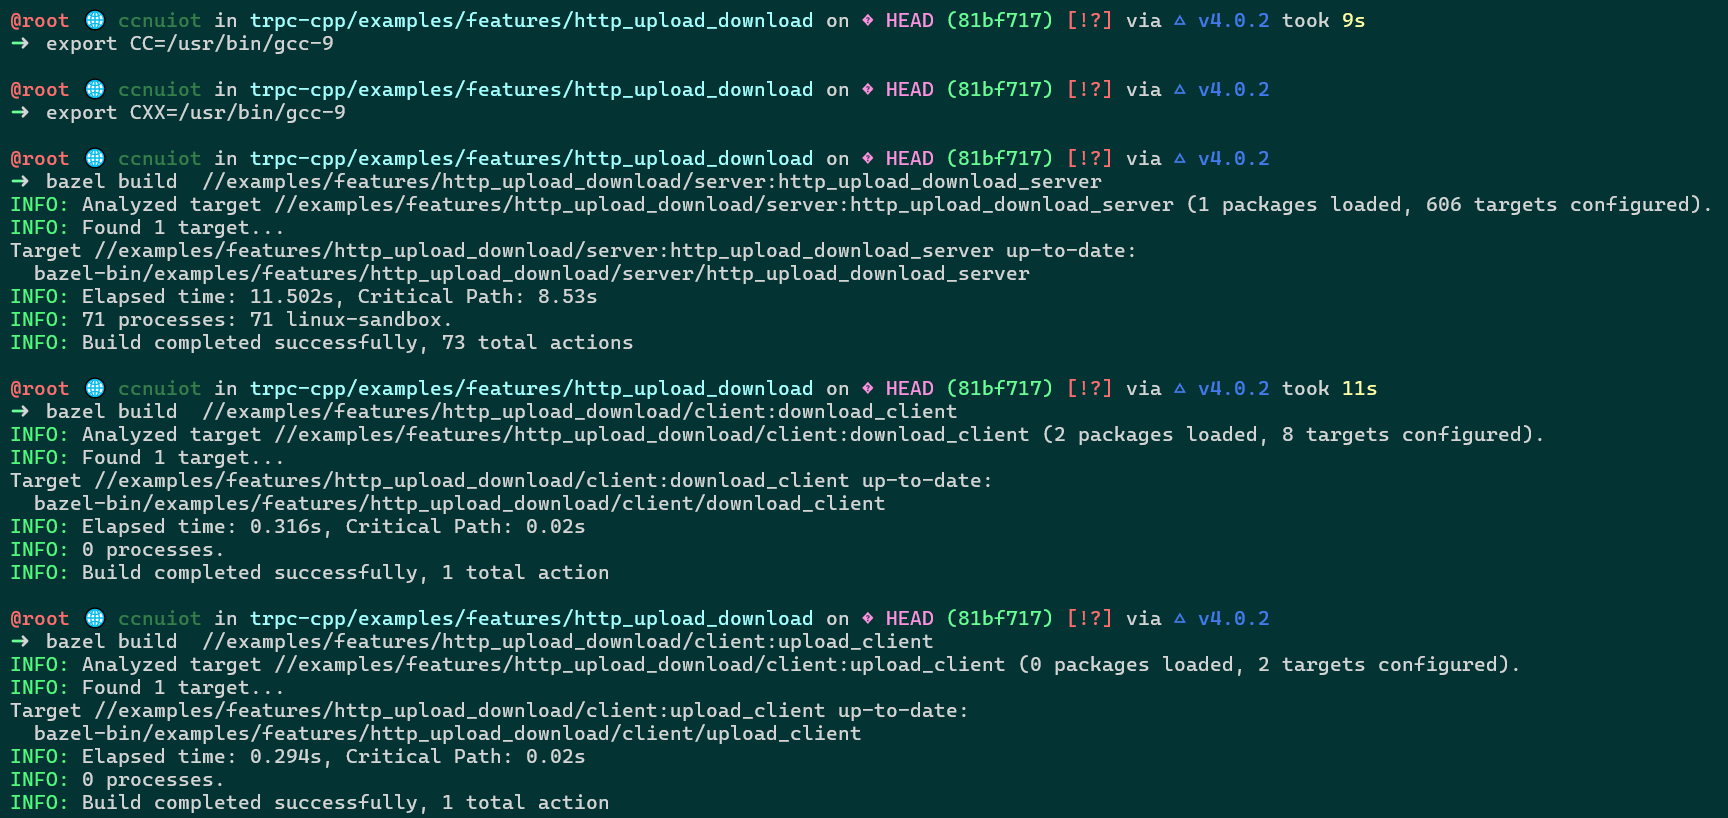 @root 🌐 ccnuiot in trpc-cpp/examples/features/http_upload_download on � HEAD (81bf717) [!?] via △ v4.0.2 took 9s
➜ export CC=/usr/bin/gcc-9
@root 🌐 ccnuiot in trpc-cpp/examples/features/http_upload_download on � HEAD (81bf717) [!?] via △ v4.0.2
➜ export CXX=/usr/bin/gcc-9
@root 🌐 ccnuiot in trpc-cpp/examples/features/http_upload_download on � HEAD (81bf717) [!?] via △ v4.0.2
➜ bazel build  //examples/features/http_upload_download/server:http_upload_download_server
INFO: Analyzed target //examples/features/http_upload_download/server:http_upload_download_server (1 packages loaded, 606 targets configured).
INFO: Found 1 target...
Target //examples/features/http_upload_download/server:http_upload_download_server up-to-date:
  bazel-bin/examples/features/http_upload_download/server/http_upload_download_server
INFO: Elapsed time: 11.502s, Critical Path: 8.53s
INFO: 71 processes: 71 linux-sandbox.
INFO: Build completed successfully, 73 total actions
@root 🌐 ccnuiot in trpc-cpp/examples/features/http_upload_download on � HEAD (81bf717) [!?] via △ v4.0.2 took 11s
➜ bazel build  //examples/features/http_upload_download/client:download_client
INFO: Analyzed target //examples/features/http_upload_download/client:download_client (2 packages loaded, 8 targets configured).
INFO: Found 1 target...
Target //examples/features/http_upload_download/client:download_client up-to-date:
  bazel-bin/examples/features/http_upload_download/client/download_client
INFO: Elapsed time: 0.316s, Critical Path: 0.02s
INFO: 0 processes.
INFO: Build completed successfully, 1 total action
@root 🌐 ccnuiot in trpc-cpp/examples/features/http_upload_download on � HEAD (81bf717) [!?] via △ v4.0.2
➜ bazel build  //examples/features/http_upload_download/client:upload_client
INFO: Analyzed target //examples/features/http_upload_download/client:upload_client (0 packages loaded, 2 targets configured).
INFO: Found 1 target...
Target //examples/features/http_upload_download/client:upload_client up-to-date:
  bazel-bin/examples/features/http_upload_download/client/upload_client
INFO: Elapsed time: 0.294s, Critical Path: 0.02s
INFO: 0 processes.
INFO: Build completed successfully, 1 total action